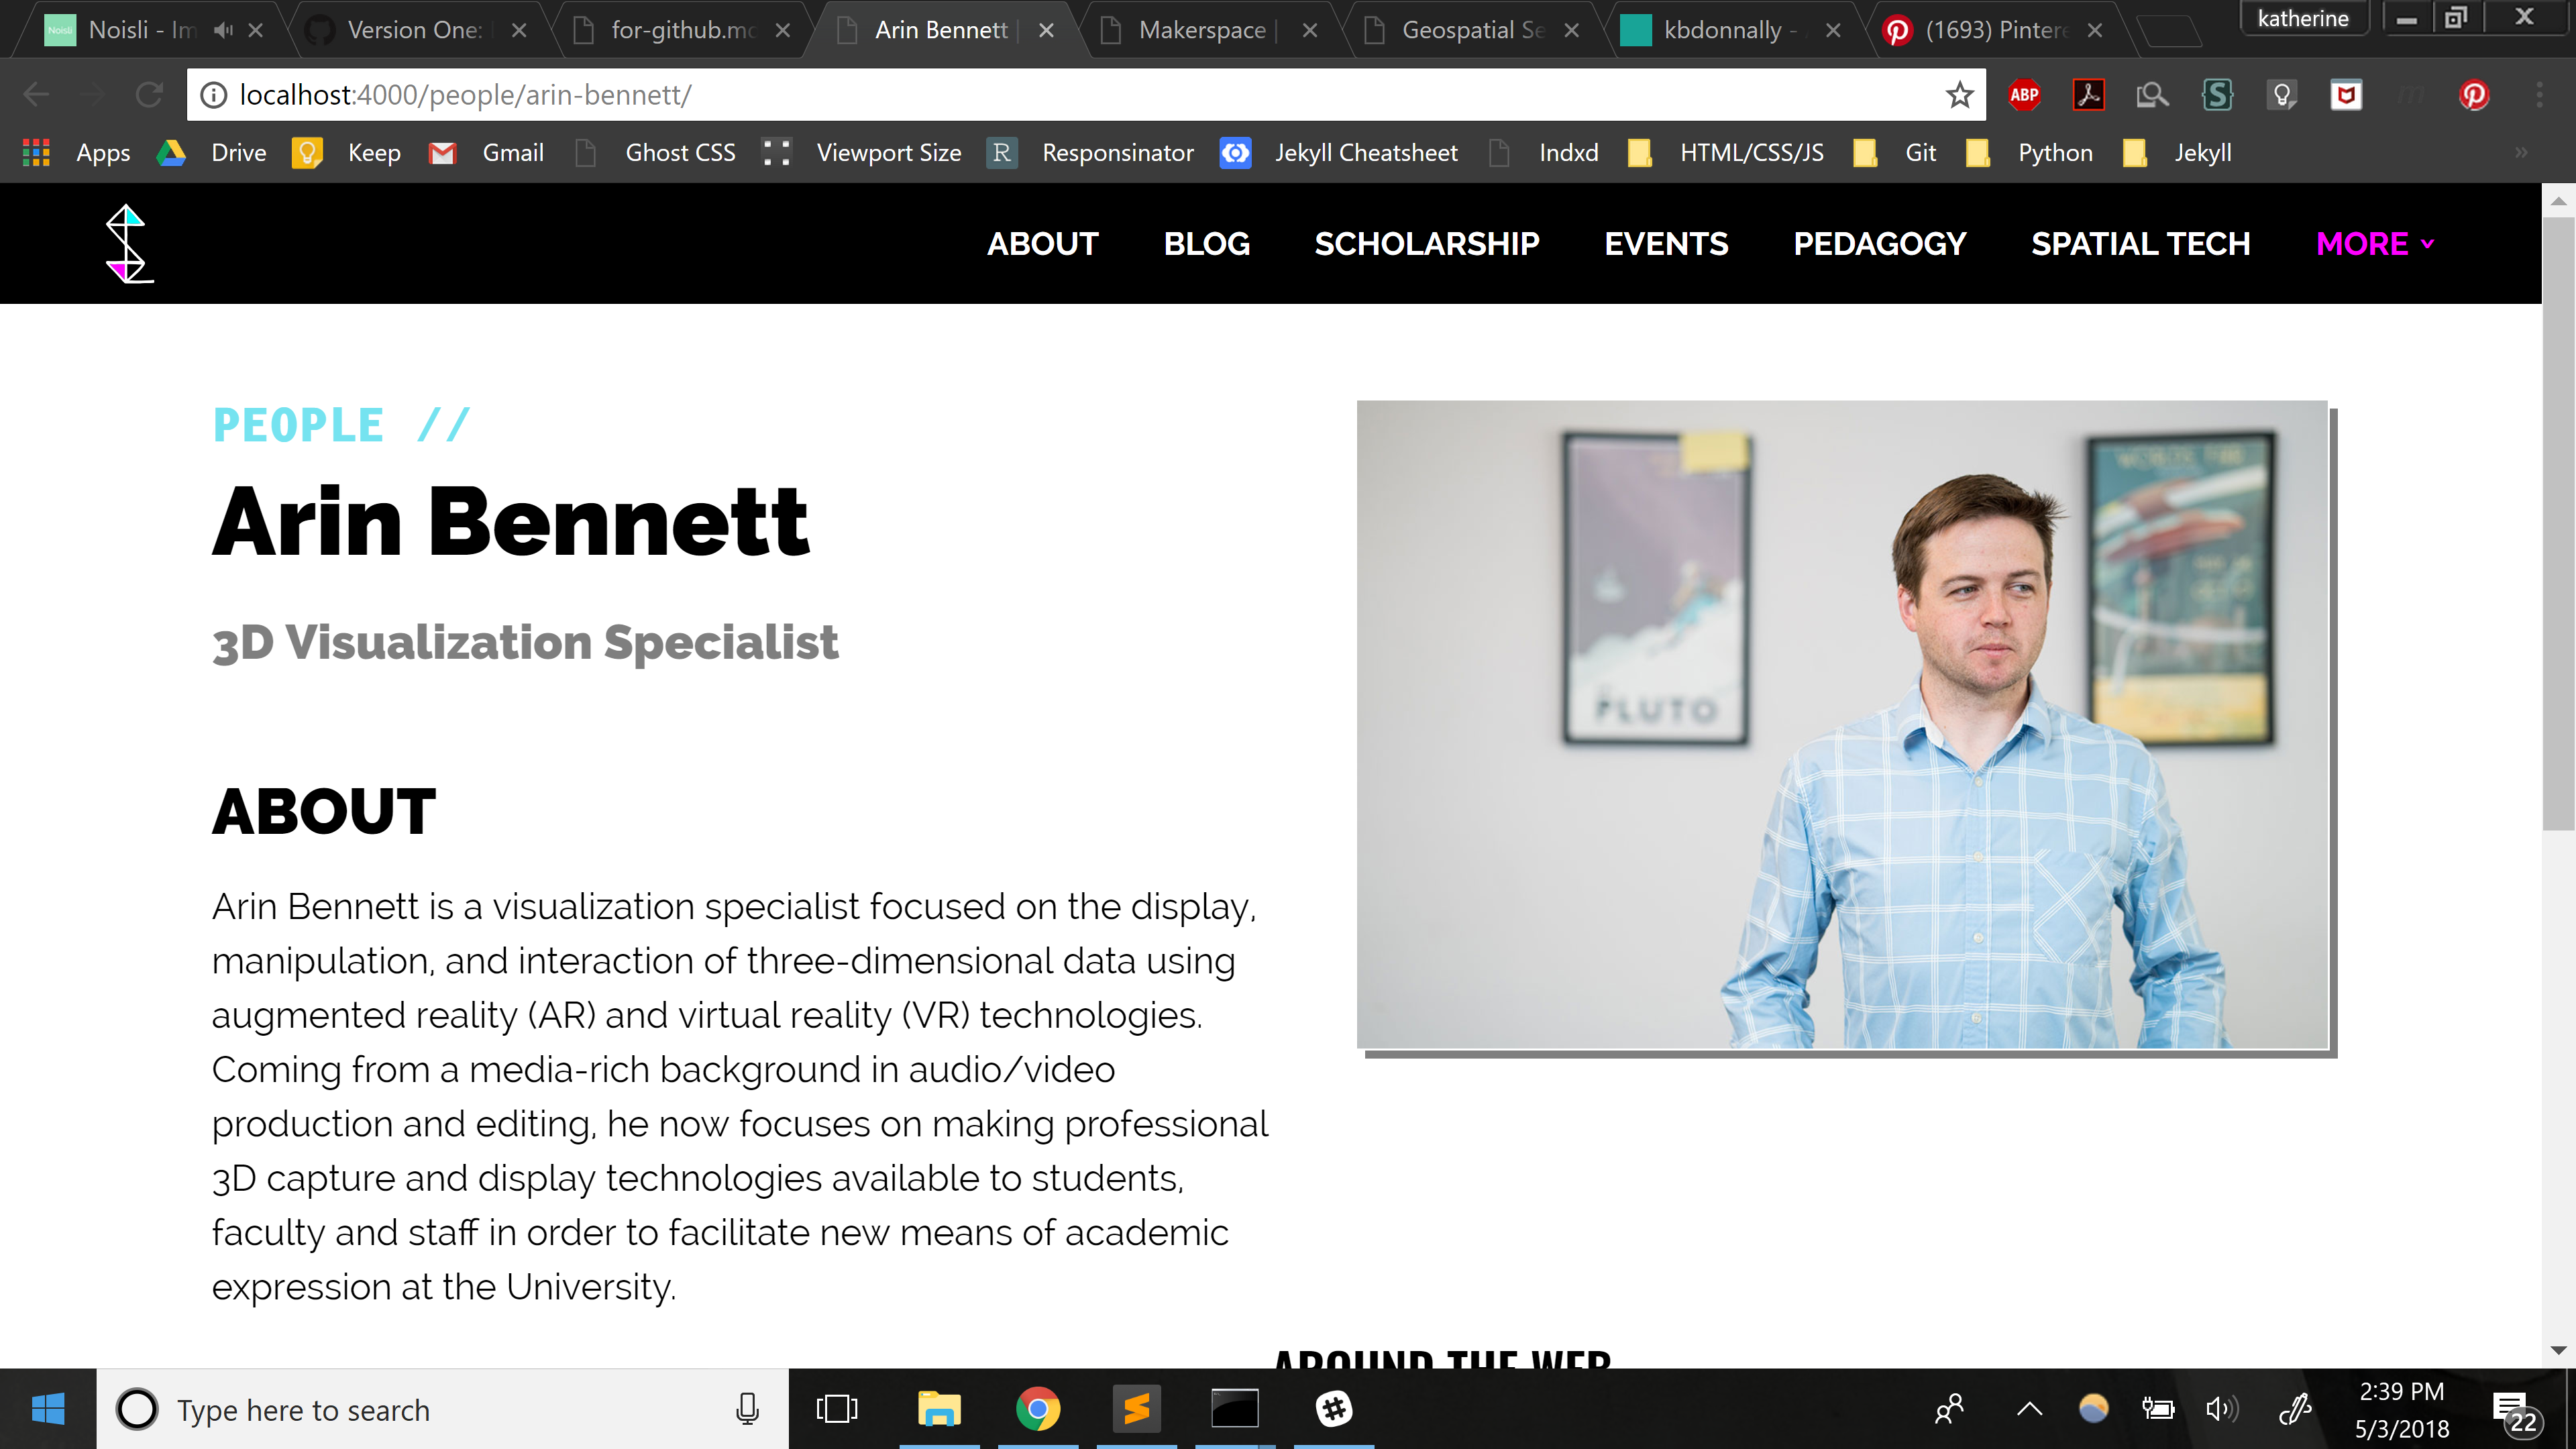 Noisli - Im
Version One:
for-github.mc
Arin Bennett |
Makerspace |
Geospatial Se
kbdonnally -
(1693) Pintere
katherine
localhost:4000/people/arin-bennett/
ABP
Apps
Drive
Keep
Gmail
Ghost CSS
Viewport Size
R
Responsinator
Jekyll Cheatsheet
Indxd
HTML/CSS/JS
Git
Python
Jekyll
ABOUT
BLOG
SCHOLARSHIP
EVENTS
PEDAGOGY
SPATIAL TECH
MORE
PEOPLE //
Arin Bennett
3D Visualization Specialist
PLUTO
ABOUT
Arin Bennett is a visualization specialist focused on the display,
manipulation, and interaction of three-dimensional data using
augmented reality (AR) and virtual reality (VR) technologies.
Coming from a media-rich background in audio/video
production and editing, he now focuses on making professional
3D capture and display technologies available to students,
faculty and staff in order to facilitate new means of academic
expression at the University.
AROUND THE WEB
Type here to search
2:39 PM
5/3/2018
22